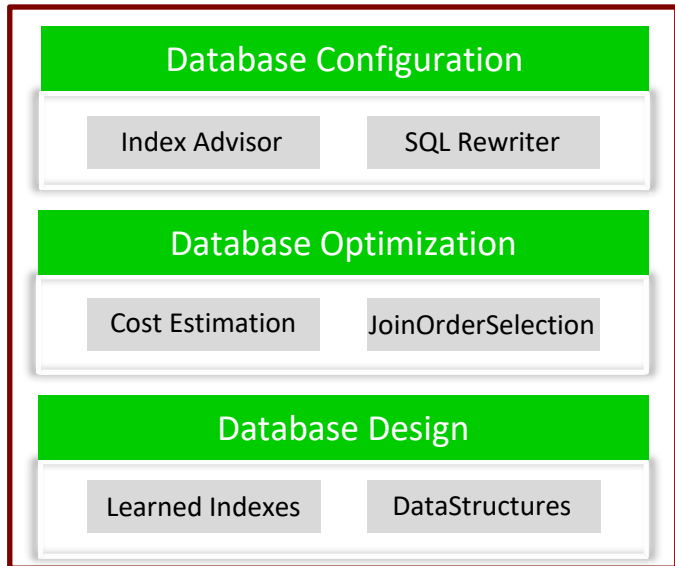 Database Configuration
Index Advisor
SQL Rewriter
Database Optimization
Cost Estimation
JoinOrderSelection
Database Design
Learned Indexes
DataStructures